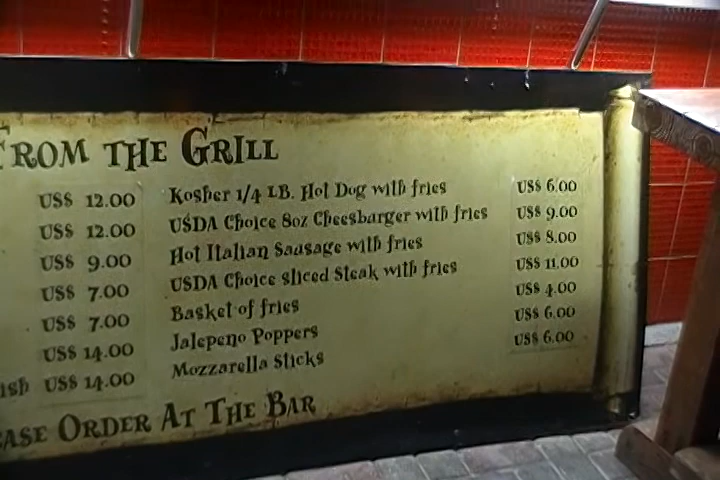 FROM THE GRILL
US$ 12.00 Kosher 1/4 LB. Hot Dog with fries US$ 6.00
US$ 12.00 USDA Choice 8oz Cheesburger with fries US$ 9.00
US$ 9.00 Hot Italian Sausage with fries US$ 8.00
US$ 7.00 USDA Choice sliced Steak with fries US$ 11.00
US$ 7.00 Basket of fries US$ 4.00
US$ 14.00 Jalepeno Poppers US$ 6.00
US$ 14.00 Mozzarella Sticks US$ 6.00
ORDER AT THE BAR